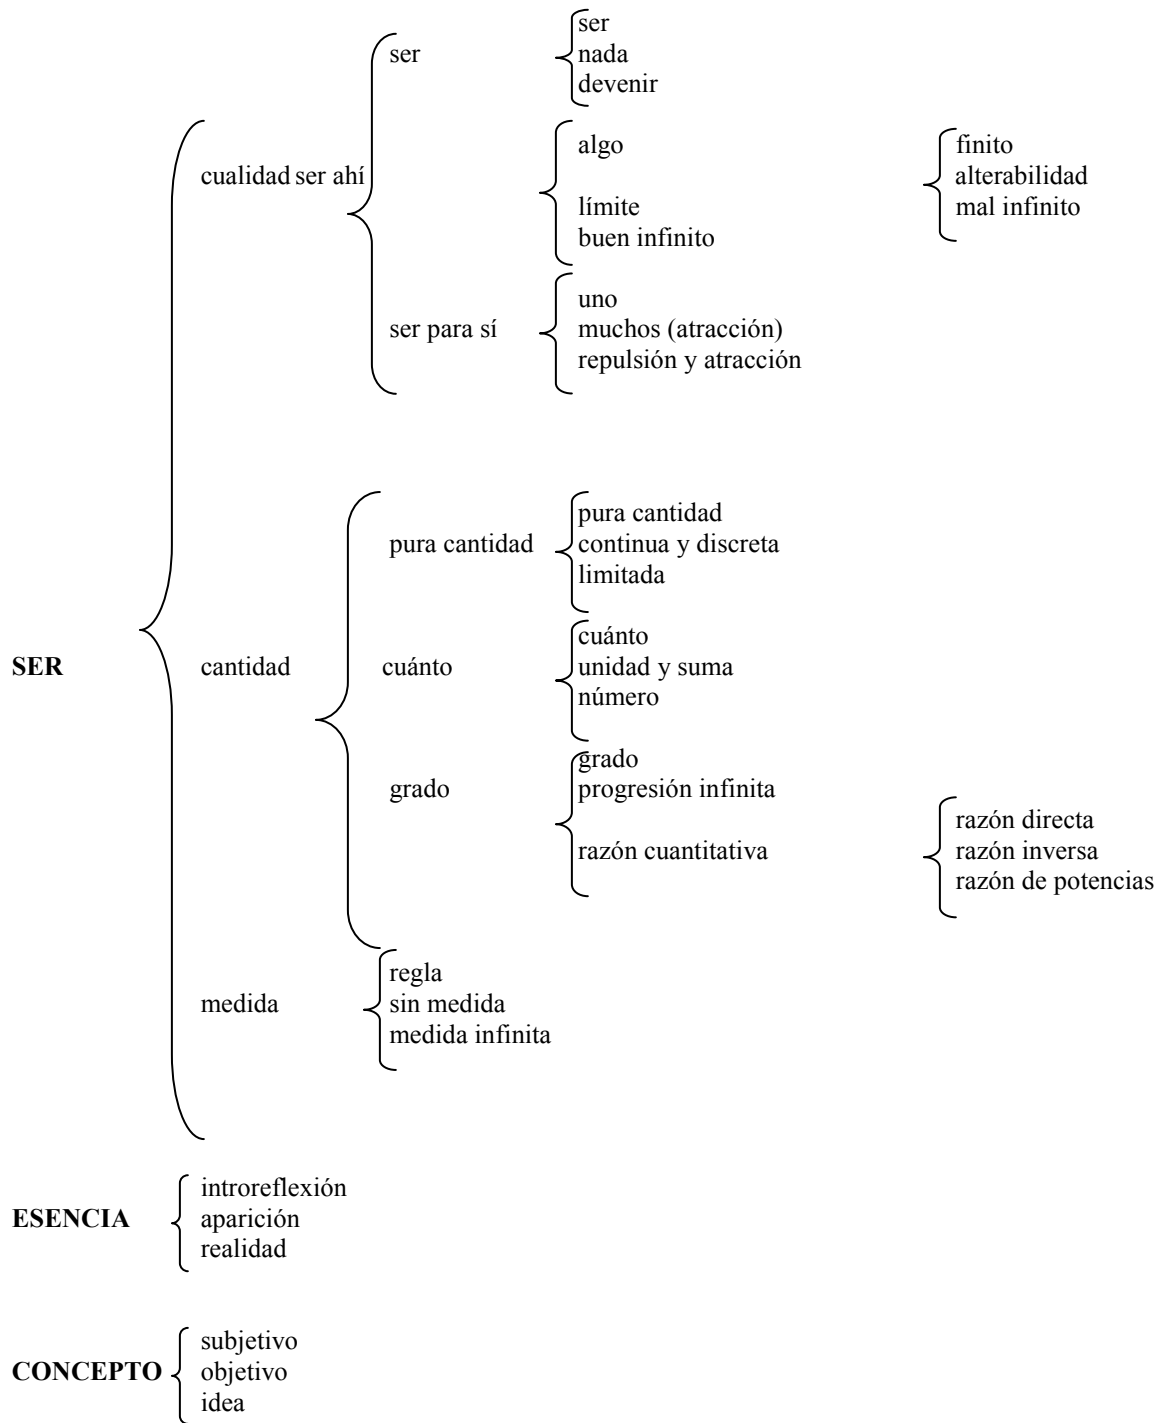 ser
ser
nada
devenir
algo
finito
cualidad ser ahí
alterabilidad
límite
mal infinito
buen infinito
uno
ser para sí
muchos (atracción)
repulsión y atracción
pura cantidad
pura cantidad
continua y discreta
limitada
cuánto
SER
cantidad
cuánto
unidad y suma
número
grado
grado
progresión infinita
razón directa
razón cuantitativa
razón inversa
razón de potencias
regla
medida
sin medida
medida infinita
introreflexión
ESENCIA
aparición
realidad
subjetivo
CONCEPTO
objetivo
idea